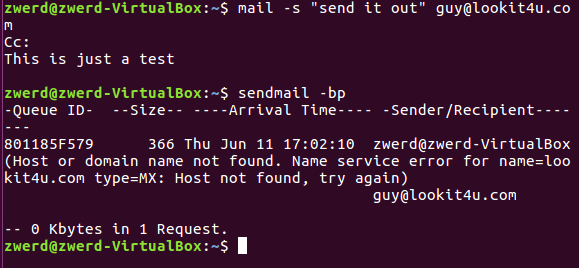 zwerd@zwerd-VirtualBox:~$ mail -s "send it out" guy@lookit4u.co
m
Cc:
This is just a test
zwerd@zwerd-VirtualBox:~$ sendmail -bp
-Queue ID-  --Size-- ----Arrival Time---- -Sender/Recipient----
---
801185F579      366 Thu Jun 11 17:02:10  zwerd@zwerd-VirtualBox
(Host or domain name not found. Name service error for name=loo
kit4u.com type=MX: Host not found, try again)
                                         guy@lookit4u.com
-- 0 Kbytes in 1 Request.
zwerd@zwerd-VirtualBox:~$